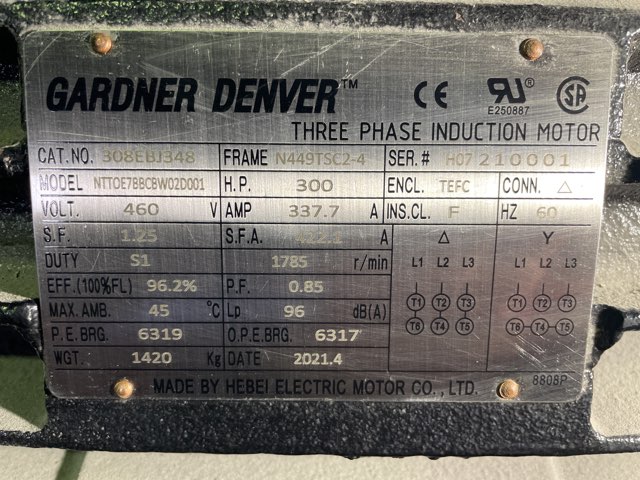 GARDNER DENVER™ CE RU® E250887 SA
THREE PHASE INDUCTION MOTOR
CAT.NO. 308EBJ348 FRAME N449TSC2-4 SER.# H07210001
MODEL NTTOE7BBCBW02D001 H.P. 300 ENCL. TEFC CONN. △
VOLT. 460 V AMP 337.7 A INS.CL. F HZ 60
S.F. 1.25 S.F.A. A △ Y
DUTY S1 1785 r/min L1 L2 L3 L1 L2 L3
EFF.(100%FL) 96.2% P.F. 0.85
MAX.AMB. 45 °C Lp 96 dB(A) T1 T2 T3 T1 T2 T3
P.E.BRG. 6319 O.P.E.BRG. 6317 T6 T4 T5 T6 T4 T5
WGT. 1420 Kg DATE 2021.4
MADE BY HEBEI ELECTRIC MOTOR CO., LTD. 8808P